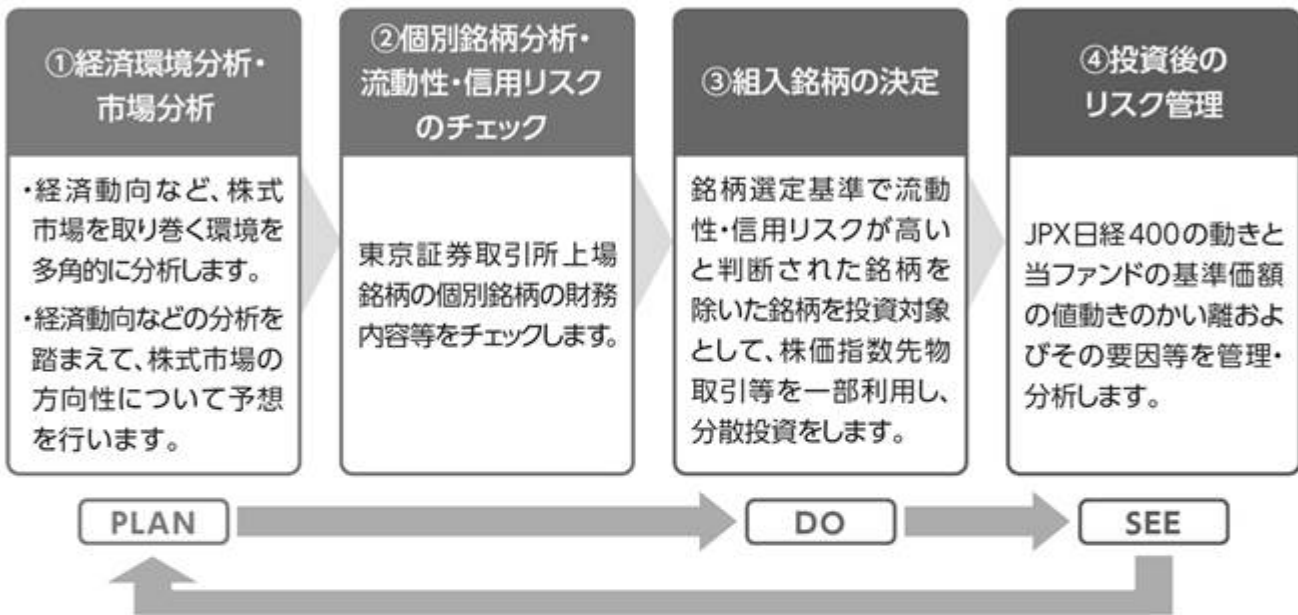 ①経済環境分析・
市場分析
・経済動向など、株式
市場を取り巻く環境を
多角的に分析します。
・経済動向などの分析を
踏まえて、株式市場の
方向性について予想
を行います。
②個別銘柄分析・
流動性・信用リスク
のチェック
東京証券取引所上場
銘柄の個別銘柄の財務
内容等をチェックします。
③組入銘柄の決定
銘柄選定基準で流動
性・信用リスクが高い
と判断された銘柄を
除いた銘柄を投資対象
として、株価指数先物
取引等を一部利用し、
分散投資をします。
④投資後の
リスク管理
JPX日経400の動きと
当ファンドの基準価額
の値動きのかい離およ
びその要因等を管理・
分析します。
PLAN
DO
SEE